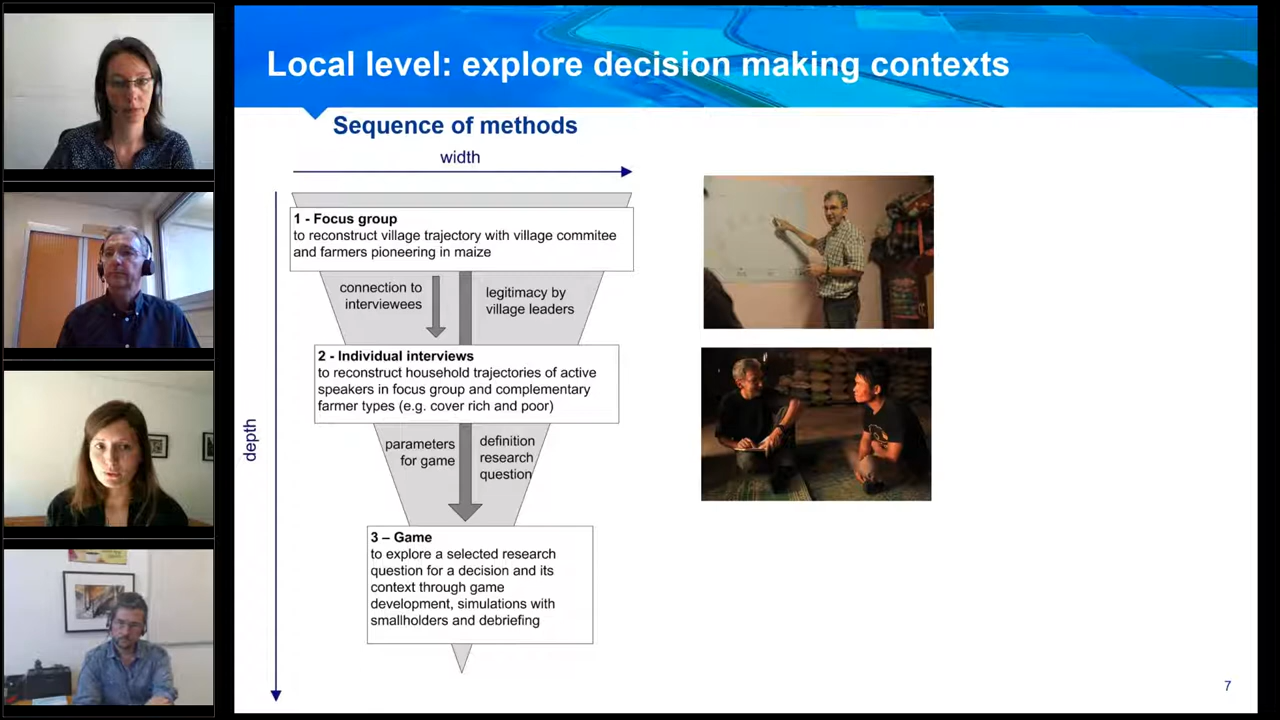 Local level: explore decision making contexts
Sequence of methods
width
depth
1 - Focus group
to reconstruct village trajectory with village commitee
and farmers pioneering in maize
connection to
interviewees
legitimacy by
village leaders
2 - Individual interviews
to reconstruct household trajectories of active
speakers in focus group and complementary
farmer types (e.g. cover rich and poor)
parameters
for game
definition
research
question
3 – Game
to explore a selected research
question for a decision and its
context through game
development, simulations with
smallholders and debriefing
7